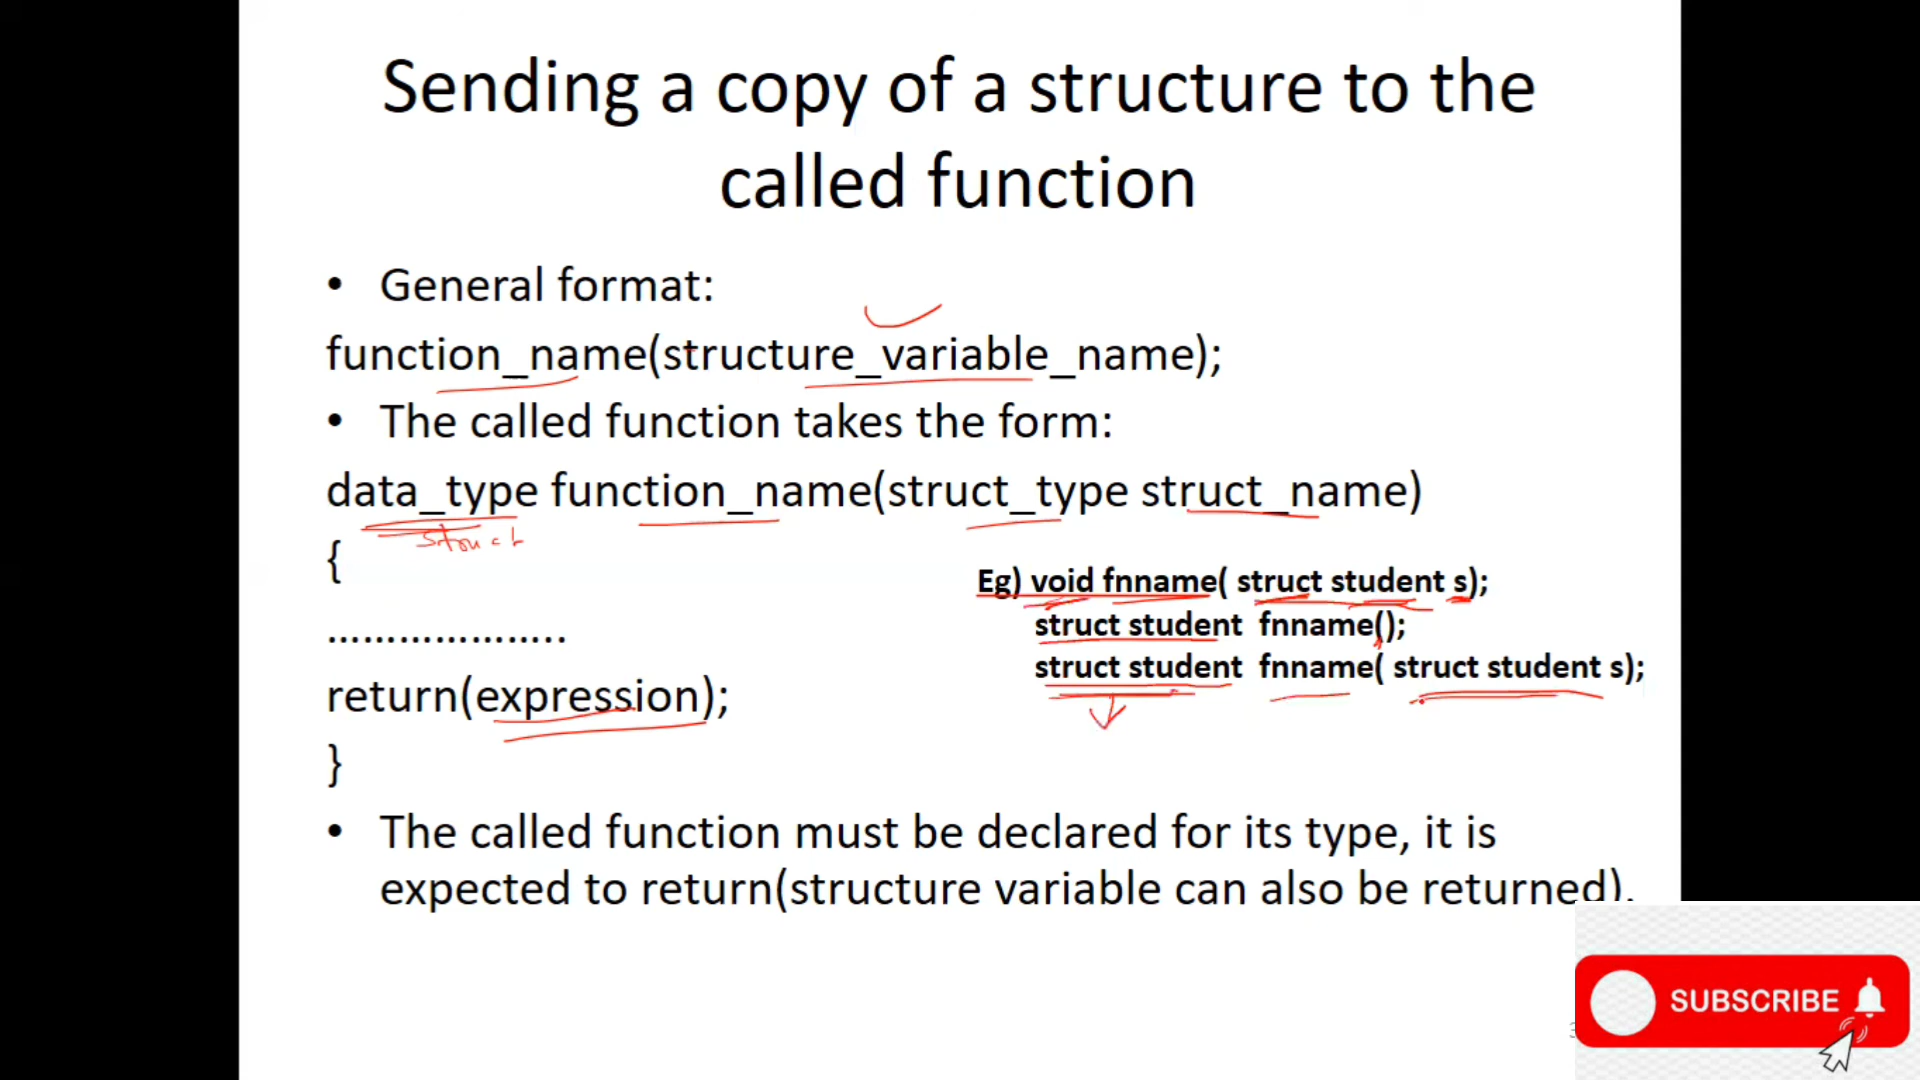 Sending a copy of a structure to the
called function
• General format:
function_name(structure_variable_name);
• The called function takes the form:
data_type function_name(struct_type struct_name)
struct
{
………………..
return(expression);
}
Eg) void fnname( struct student s);
struct student fnname();
struct student fnname( struct student s);
• The called function must be declared for its type, it is
expected to return(structure variable can also be returned).
SUBSCRIBE